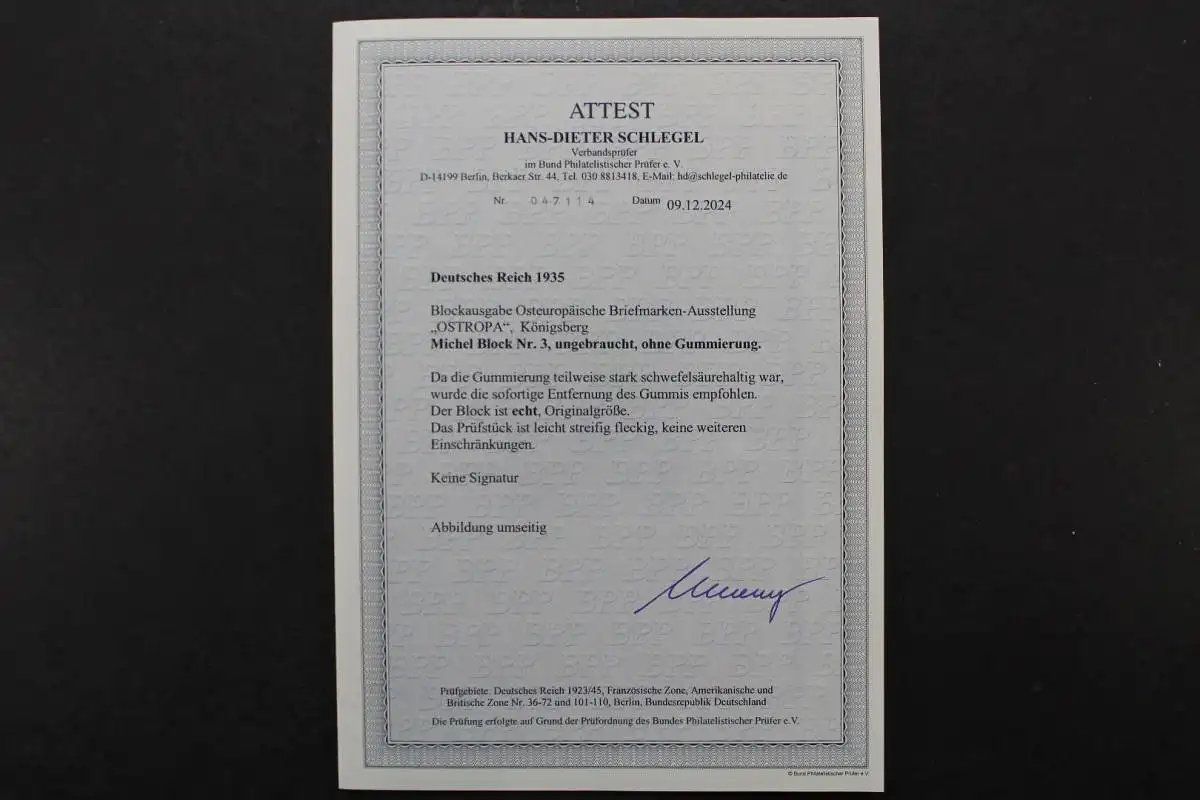 ATTEST
HANS-DIETER SCHLEGEL
Verbandsprüfer
im Bund Philatelistischer Prüfer e. V.
D-14199 Berlin, Berkaer Str. 44, Tel. 030 8813418, E-Mail: hd@schlegel-philatelie.de
Nr. 047114 Datum 09.12.2024
Deutsches Reich 1935
Blockausgabe Osteuropäische Briefmarken-Ausstellung
„OSTROPA“, Königsberg
Michel Block Nr. 3, ungebraucht, ohne Gummierung.
Da die Gummierung teilweise stark schwefelsäurehaltig war,
wurde die sofortige Entfernung des Gummis empfohlen.
Der Block ist echt, Originalgröße.
Das Prüfstück ist leicht streifig fleckig, keine weiteren
Einschränkungen.
Keine Signatur
Abbildung umseitig
Prüfgebiete: Deutsches Reich 1923/45, Französische Zone, Amerikanische und
Britische Zone Nr. 36-72 und 101-110, Berlin, Bundesrepublik Deutschland
Die Prüfung erfolgte auf Grund der Prüfordnung des Bundes Philatelistischer Prüfer e.V.
© Bund Philatelistischer Prüfer e.V.